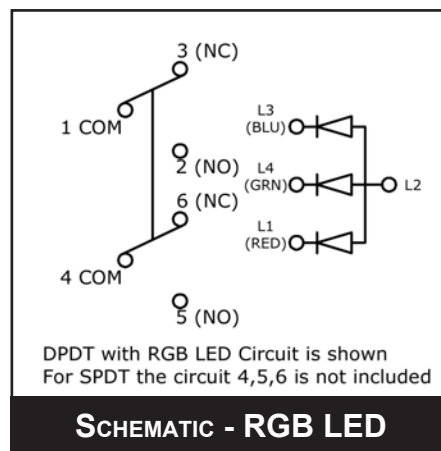 3 (NC)
1 COM
2 (NO)
6 (NC)
4 COM
5 (NO)
L3
(BLU)
L4
(GRN)
L2
L1
(RED)
DPDT with RGB LED Circuit is shown
For SPDT the circuit 4,5,6 is not included
SCHEMATIC - RGB LED